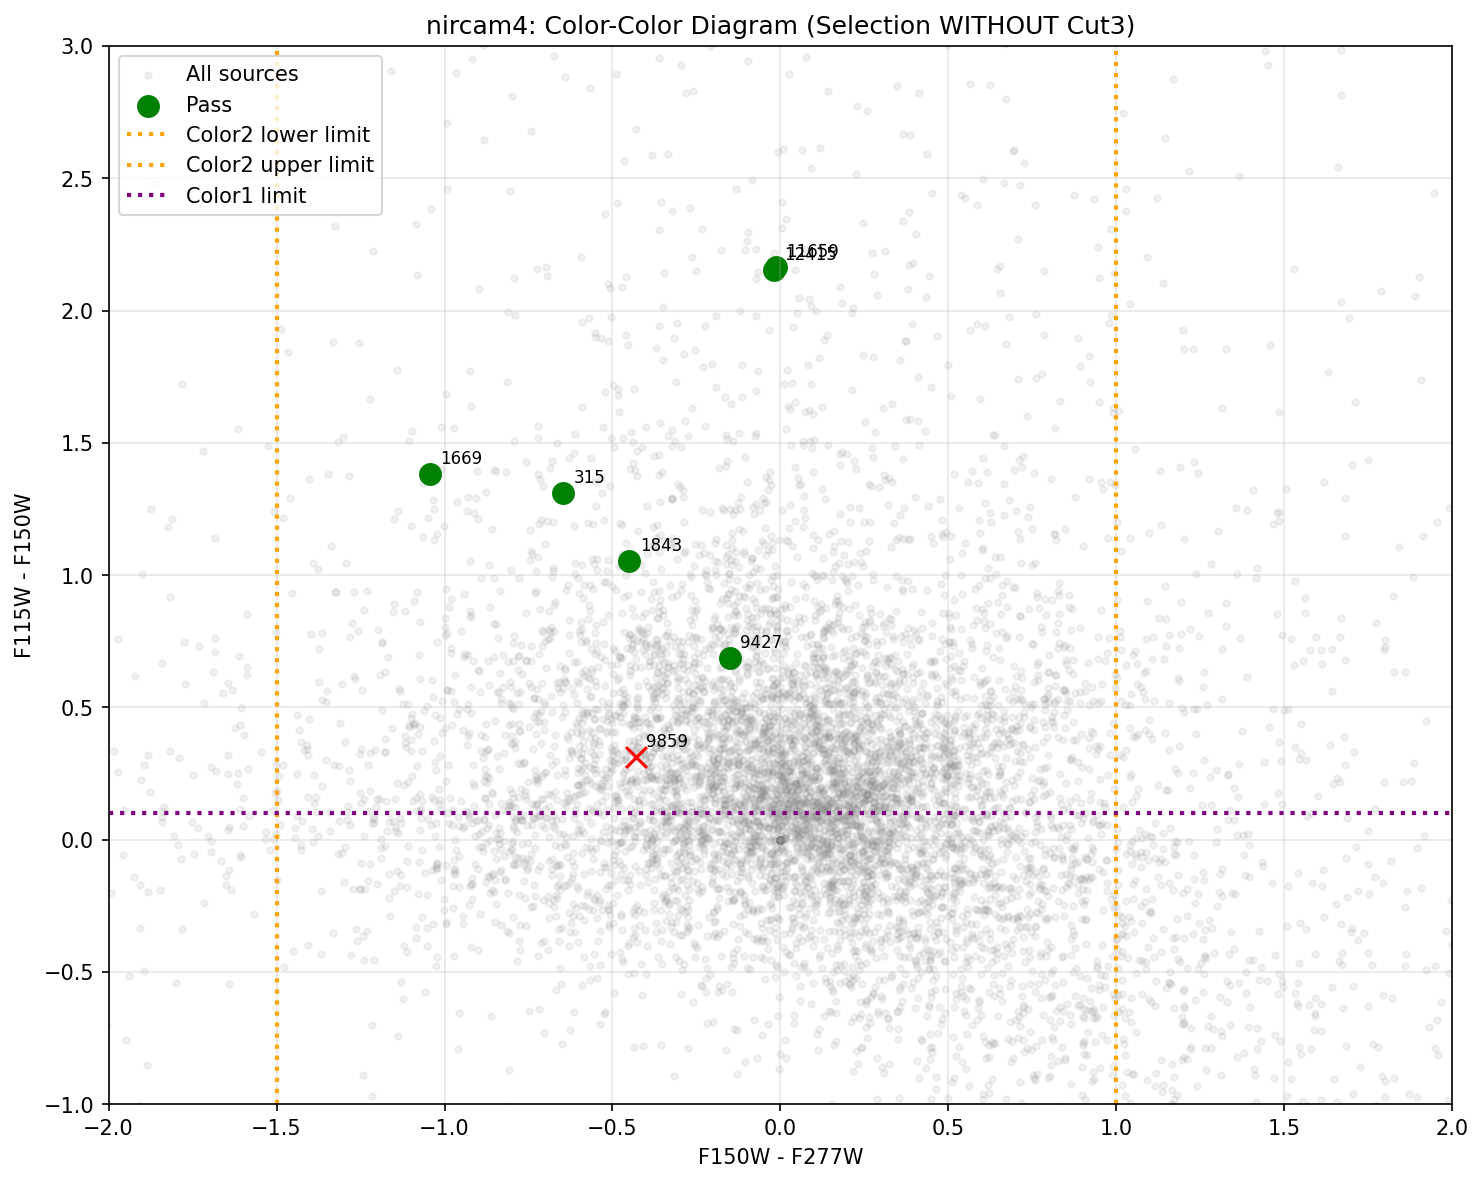 nircam4: Color-Color Diagram (Selection WITHOUT Cut3)
All sources
Pass
Color2 lower limit
Color2 upper limit
Color1 limit
3.0
2.5
2.0
1.5
1.0
0.5
0.0
−0.5
−1.0
F115W - F150W
11659
12415
1669
315
1843
9427
9859
−2.0 −1.5 −1.0 −0.5 0.0 0.5 1.0 1.5 2.0
F150W - F277W